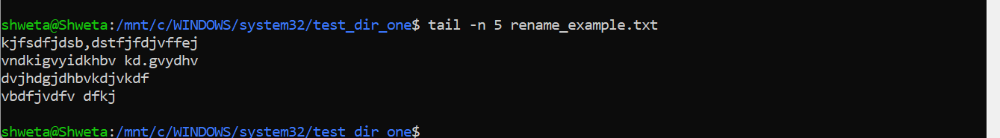 shweta@Shweta:/mnt/c/WINDOWS/system32/test_dir_one$ tail -n 5 rename_example.txt
kjfsdfjdsb,dstfjfdjvffej
vndkigvyidkhbv kd.gvydhv
dvjhdgjdhbvkdjvkdf
vbdfjvdfv dfkj
shweta@Shweta:/mnt/c/WINDOWS/system32/test_dir_one$